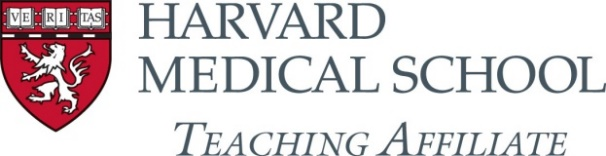 VE RI TAS
HARVARD
MEDICAL SCHOOL
TEACHING AFFILIATE